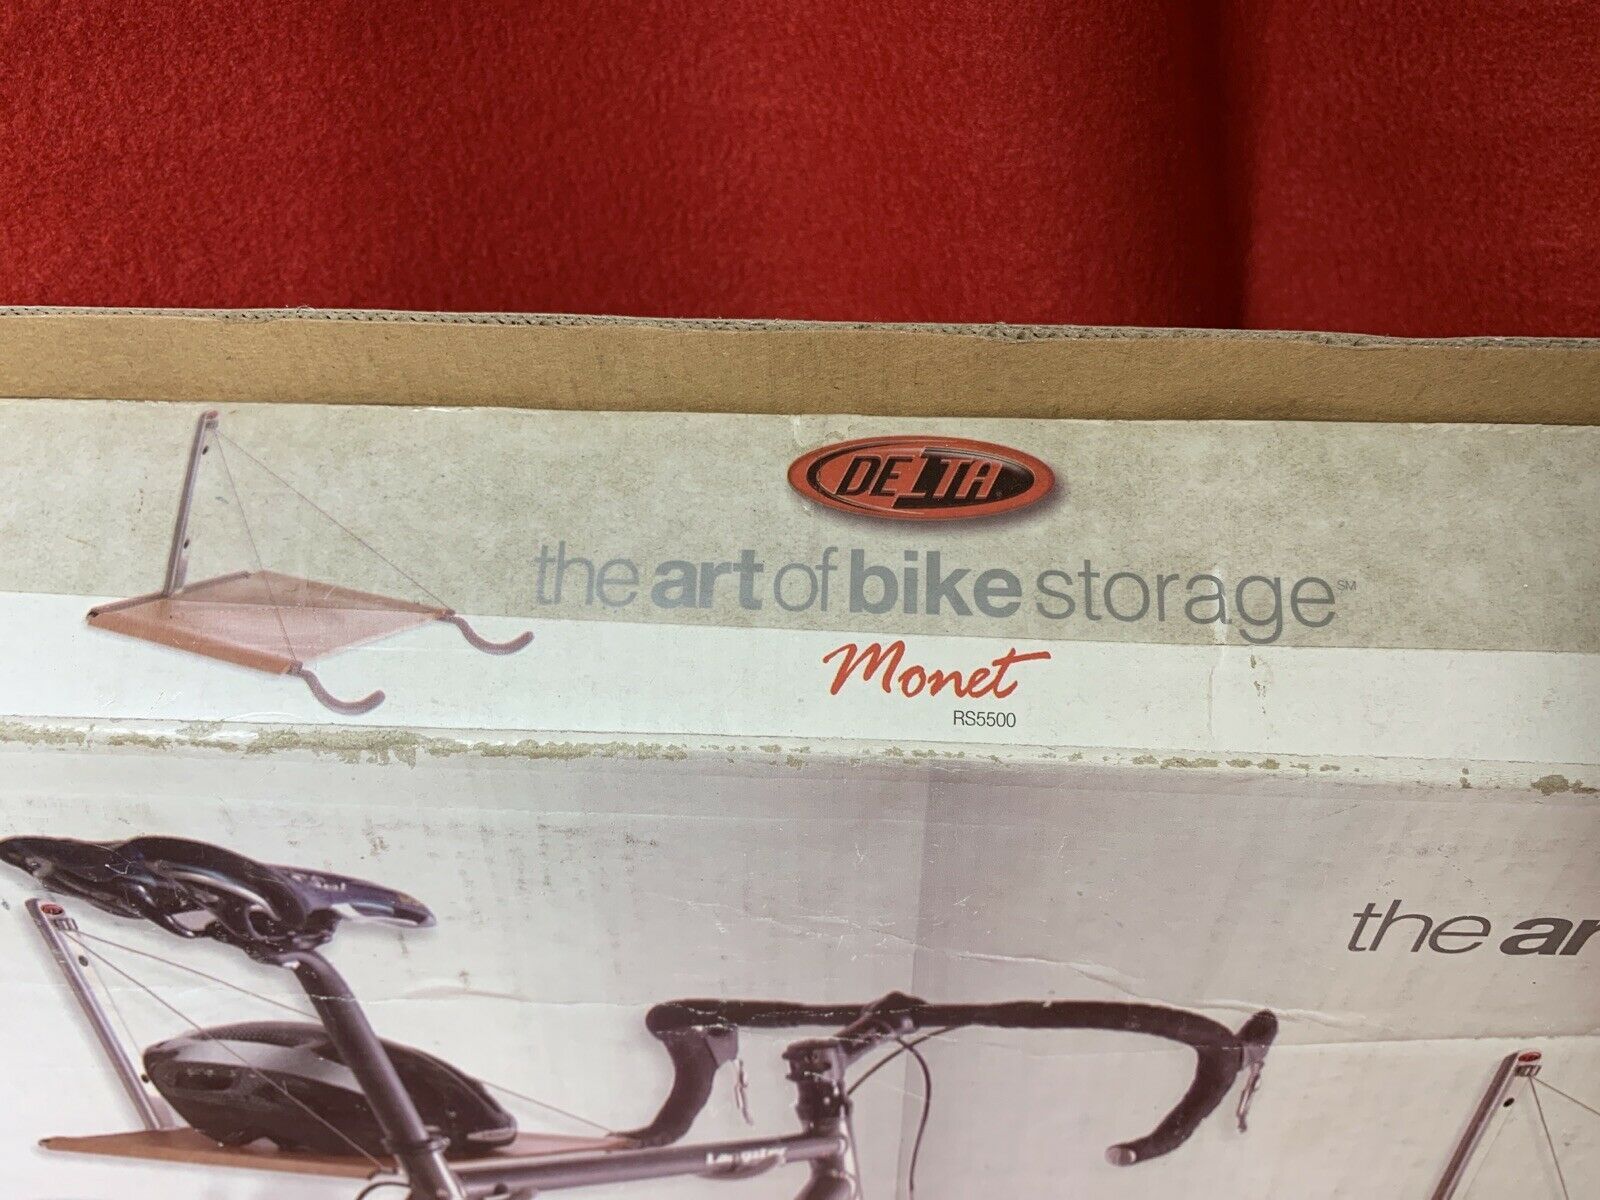 DELTA
the art of bike storage℠
Monet
RS5500
the ar